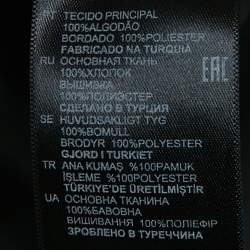 PT TECIDO PRINCIPAL
100%ALGODÃO
BORDADO 100%POLIESTER
FABRICADO NA TURQUIA
RU ОСНОВНАЯ ТКАНЬ
100%ХЛОПОК
ВЫШИВКА
100%ПОЛИЭСТЕР
СДЕЛАНО В ТУРЦИЯ
SE HUVUDSAKLIGT TYG
100%BOMULL
BRODYR 100%POLYESTER
GJORD I TURKIET
TR ANA KUMAŞ %100PAMUK
İŞLEME %100POLYESTER
TÜRKİYE'DE ÜRETİLMİŞTİR
UA ОСНОВНА ТКАНИНА
100%БАВОВНА
ВИШИВАННЯ 100%ПОЛІЕФІР
ЗРОБЛЕНО В ТУРЕЧЧИНА
EAC